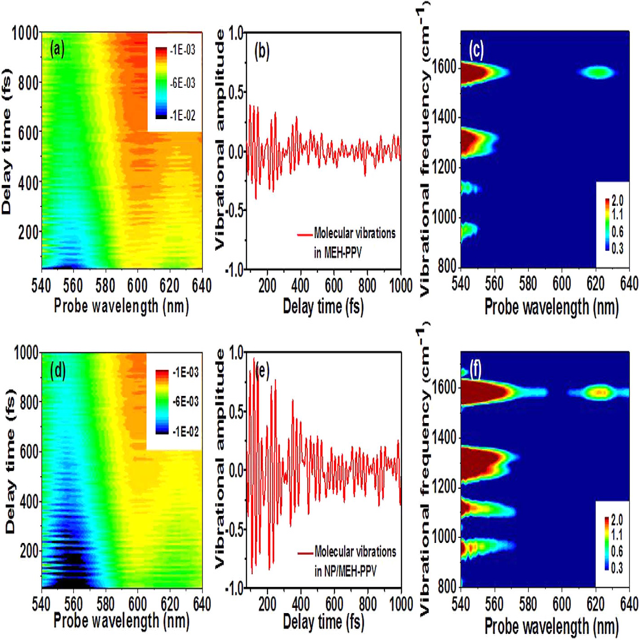 (a)
-1E-03
-6E-03
-1E-02
Delay time (fs)
1000
800
600
400
200
540 560 580 600 620 640
Probe wavelength (nm)
(b)
Vibrational amplitude
1.0
0.5
0.0
-0.5
-1.0
Molecular vibrations
in MEH-PPV
200 400 600 800 1000
Delay time (fs)
(c)
Vibrational frequency (cm⁻¹)
1600
1400
1200
1000
800
2.0
1.1
0.6
0.3
540 560 580 600 620 640
Probe wavelength (nm)
(d)
-1E-03
-6E-03
-1E-02
Delay time (fs)
1000
800
600
400
200
540 560 580 600 620 640
Probe wavelength (nm)
(e)
Vibrational amplitude
1.0
0.5
0.0
-0.5
-1.0
Molecular vibrations
in NP/MEH-PPV
200 400 600 800 1000
Delay time (fs)
(f)
Vibrational frequency (cm⁻¹)
1600
1400
1200
1000
800
2.0
1.1
0.6
0.3
540 560 580 600 620 640
Probe wavelength (nm)